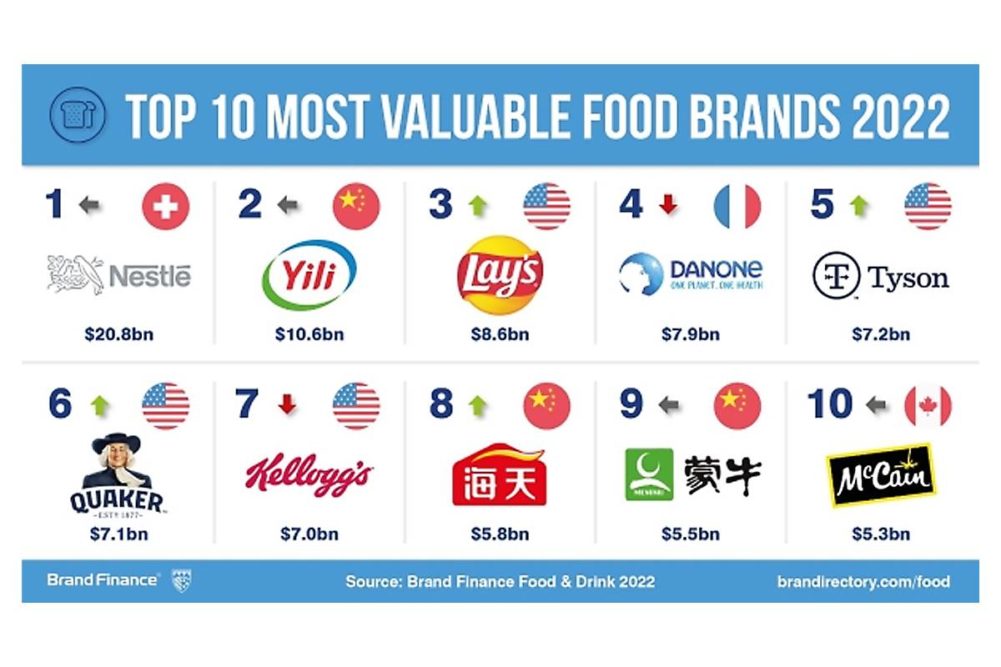 TOP 10 MOST VALUABLE FOOD BRANDS 2022
1
Nestlé
$20.8bn
2
Yili
$10.6bn
3
Lay's
$8.6bn
4
DANONE
ONE PLANET. ONE HEALTH
$7.9bn
5
T Tyson
$7.2bn
6
QUAKER
-ESTD 1877-
$7.1bn
7
Kellogg's
$7.0bn
8
海天
$5.8bn
9
MENGNIU
蒙牛
$5.5bn
10
McCain
$5.3bn
Brand Finance®
Source: Brand Finance Food & Drink 2022
brandirectory.com/food